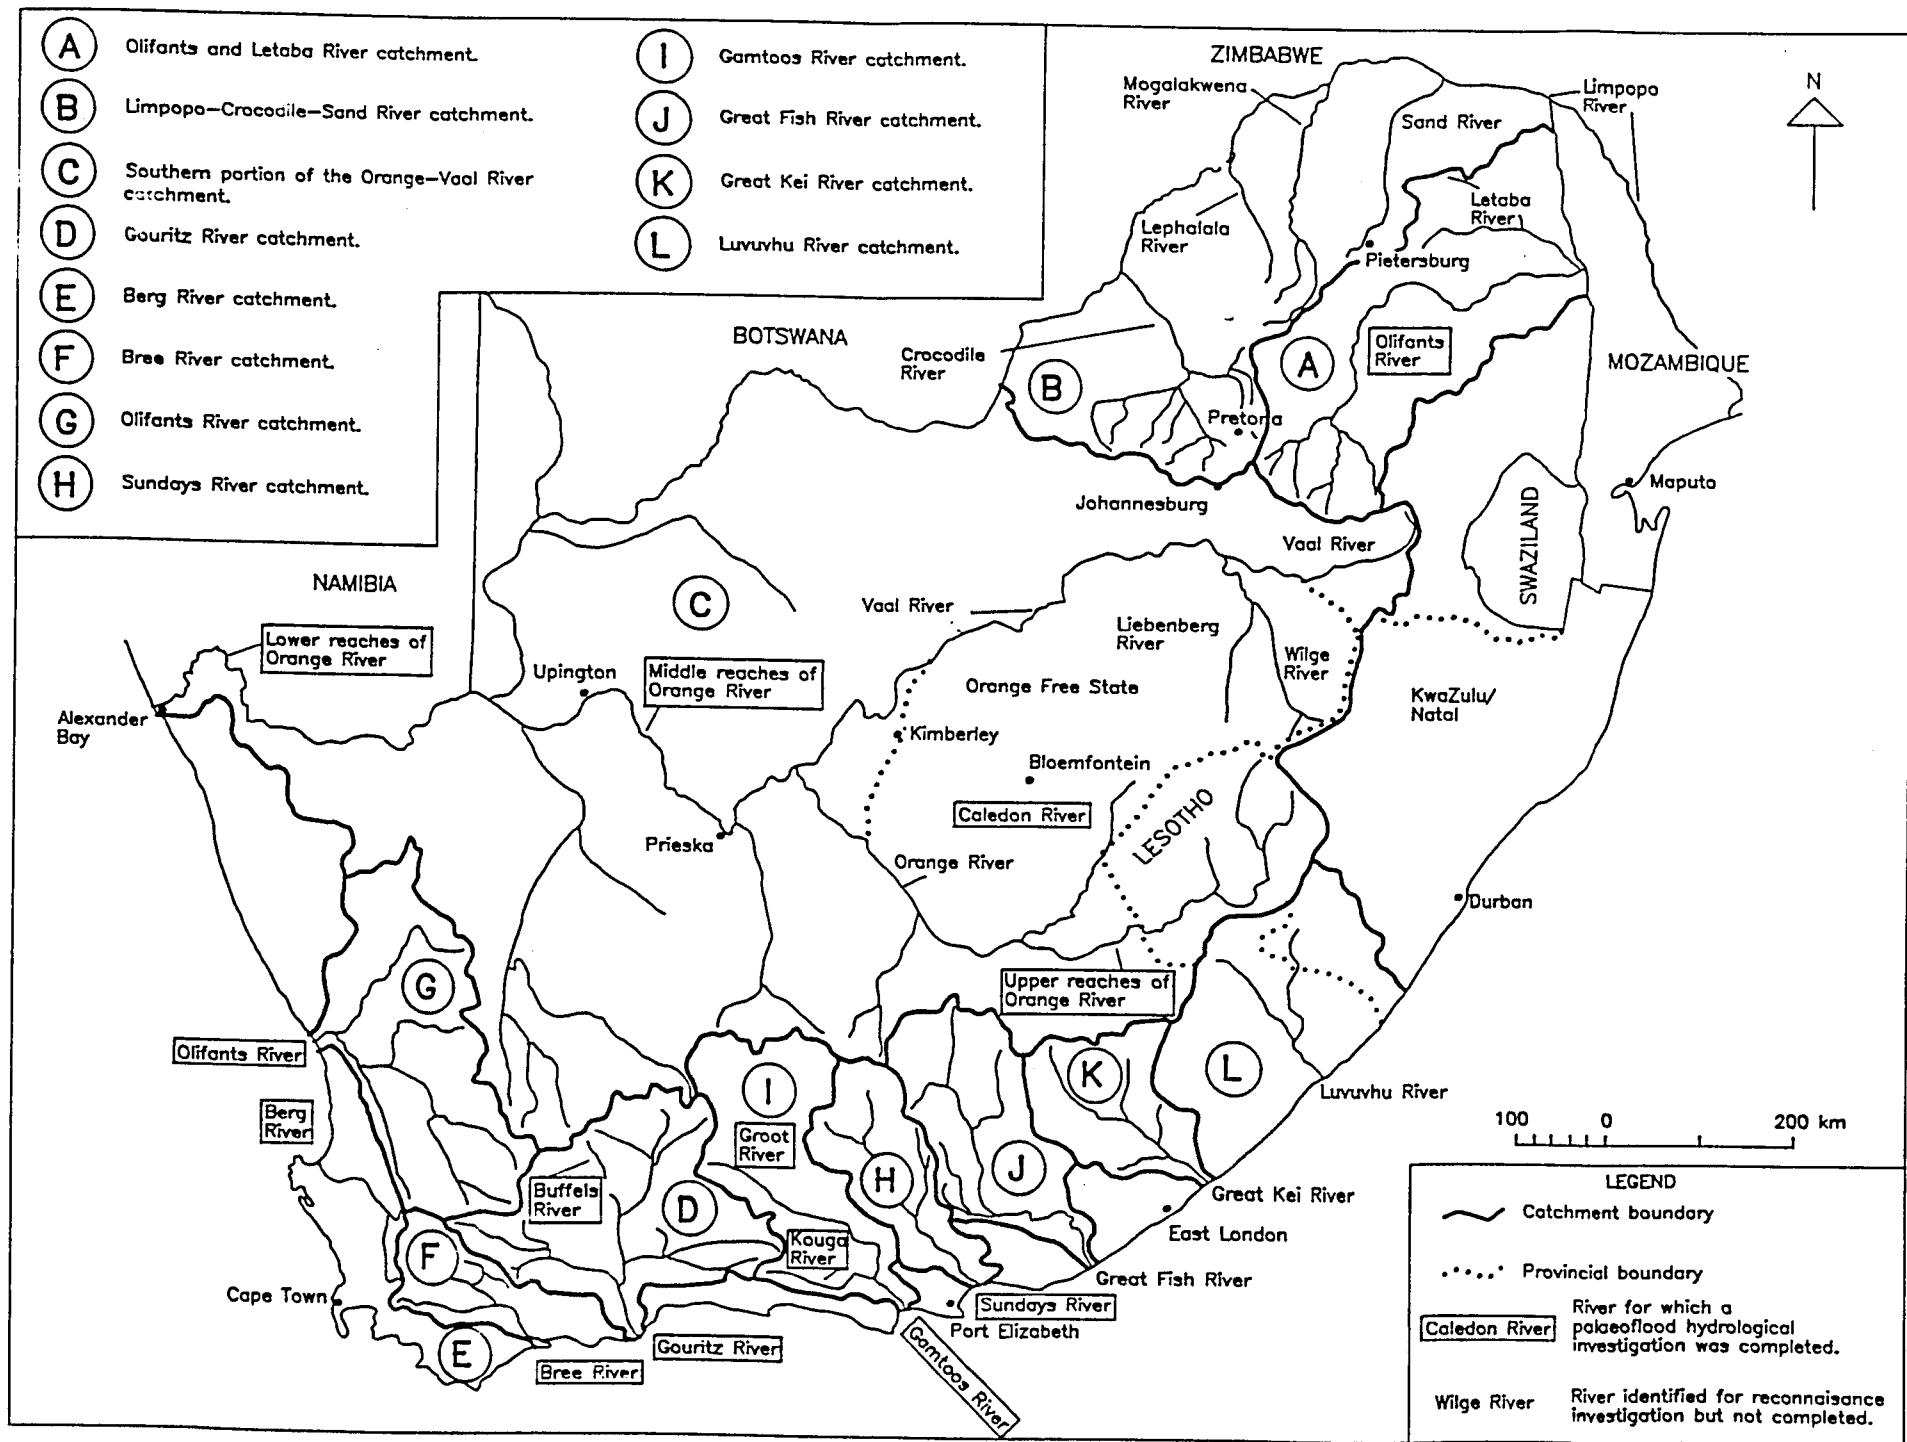 A
Olifants and Letaba River catchment.
B
Limpopo-Crocodile-Sand River catchment.
C
Southern portion of the Orange-Vaal River
catchment.
D
Gouritz River catchment.
E
Berg River catchment.
F
Bree River catchment.
G
Olifants River catchment.
H
Sundays River catchment.
I
Gamtoos River catchment.
J
Great Fish River catchment.
K
Great Kei River catchment.
L
Luvuvhu River catchment.
ZIMBABWE
Mogalakwena
River
Limpopo
River
N
Sand River
Letaba
River
Lephalala
River
Pietersburg
BOTSWANA
Crocodile
River
B
A
Olifants
River
MOZAMBIQUE
Pretoria
Johannesburg
Maputo
SWAZILAND
Vaal River
NAMIBIA
C
Vaal River
Liebenberg
River
Lower reaches of
Orange River
Upington
Middle reaches of
Orange River
Wilge
River
Orange Free State
KwaZulu/
Natal
Alexander
Bay
Kimberley
Bloemfontein
Caledon River
LESOTHO
Prieska
Orange River
Durban
G
Upper reaches of
Orange River
Olifants River
I
K
L
Luvuvhu River
Berg
River
Groot
River
100 0 200 km
H
J
Buffels
River
D
Great Kei River
East London
F
Kouga
River
Great Fish River
Cape Town
Sundays River
Port Elizabeth
E
Gouritz River
Bree River
Gamtoos River
LEGEND
Catchment boundary
Provincial boundary
Caledon River
River for which a
palaeoflood hydrological
investigation was completed.
Wilge River
River identified for reconnaisance
investigation but not completed.